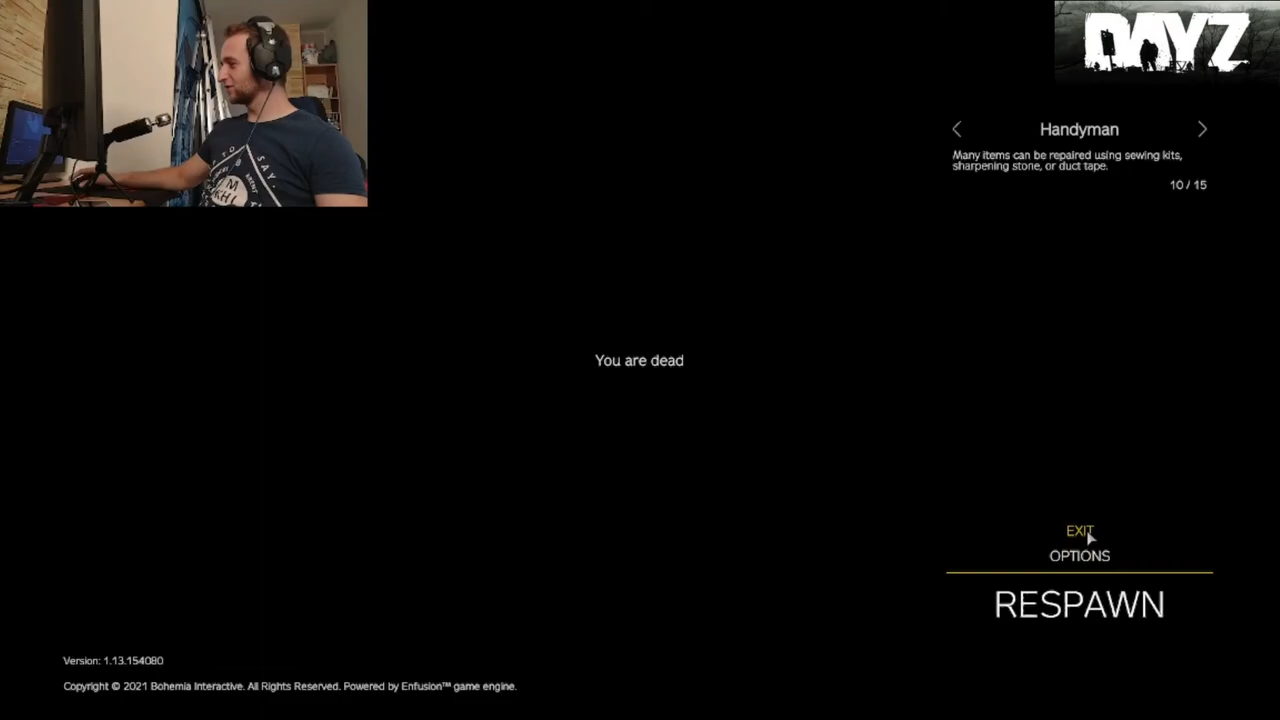 DAYZ
Handyman
Many items can be repaired using sewing kits,
sharpening stone, or duct tape.
10 / 15
You are dead
EXIT
OPTIONS
RESPAWN
Version: 1.13.154080
Copyright © 2021 Bohemia Interactive. All Rights Reserved. Powered by Enfusion™ game engine.